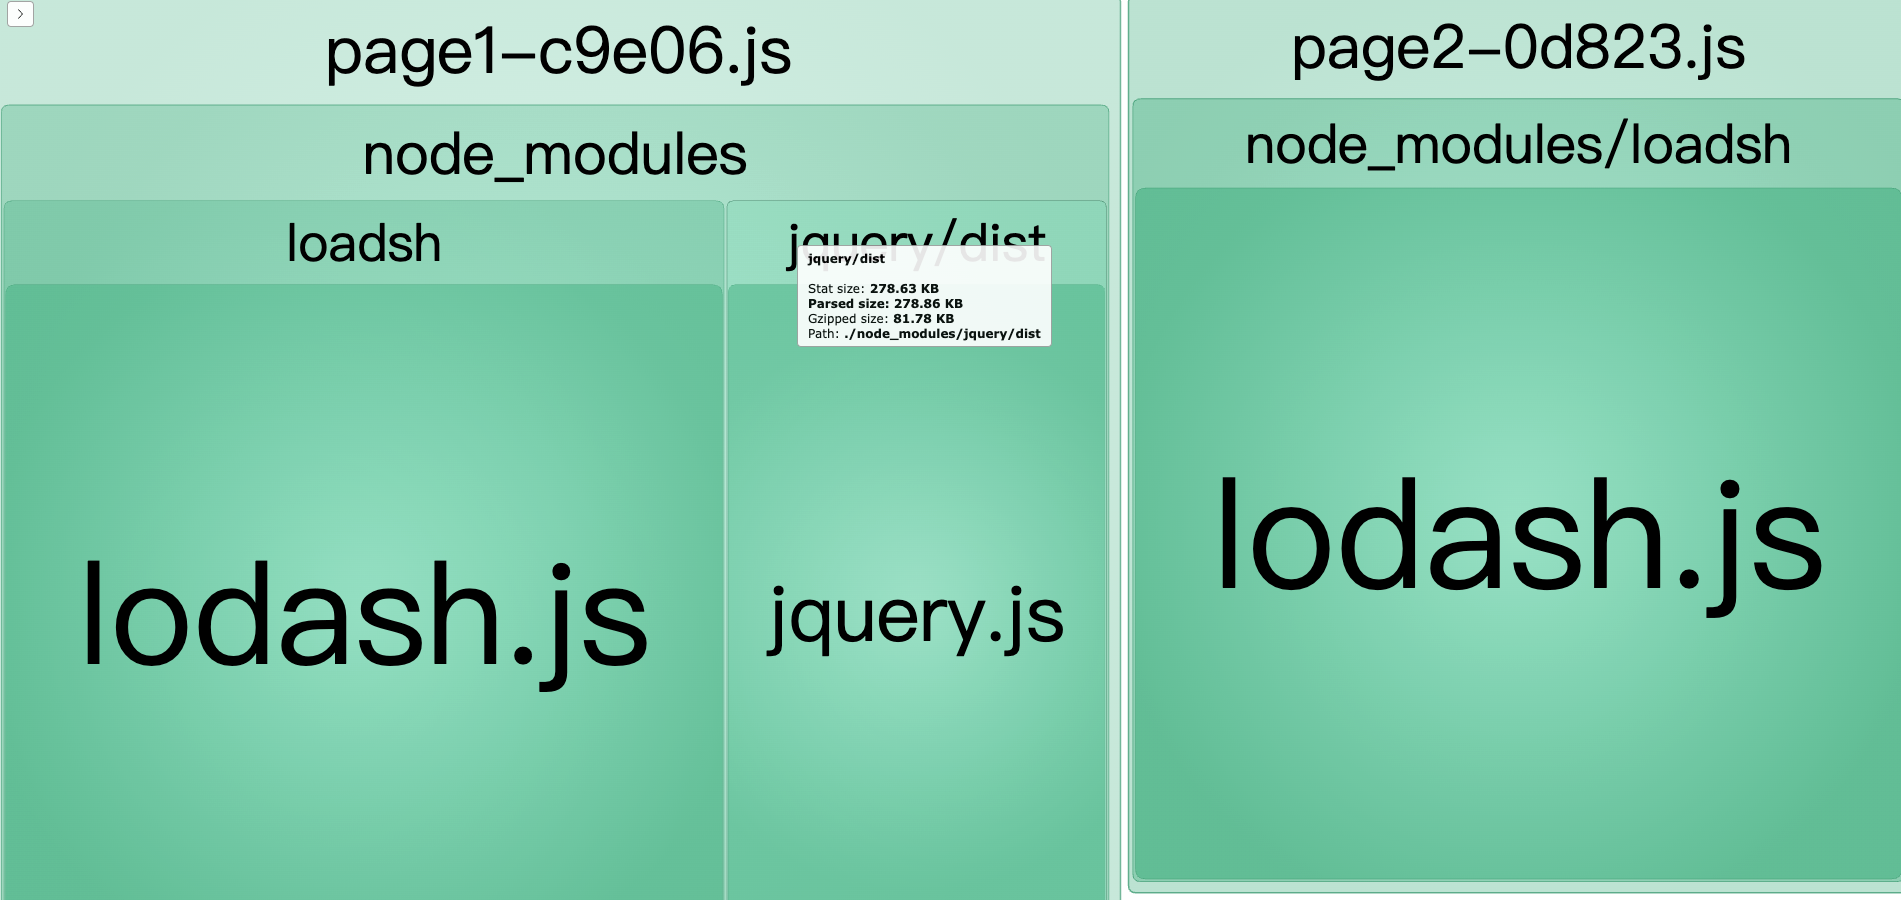 page1-c9e06.js
node_modules
loadsh
jquery/dist
jquery/dist
Stat size: 278.63 KB
Parsed size: 278.86 KB
Gzipped size: 81.78 KB
Path: ./node_modules/jquery/dist
lodash.js
jquery.js
page2-0d823.js
node_modules/loadsh
lodash.js